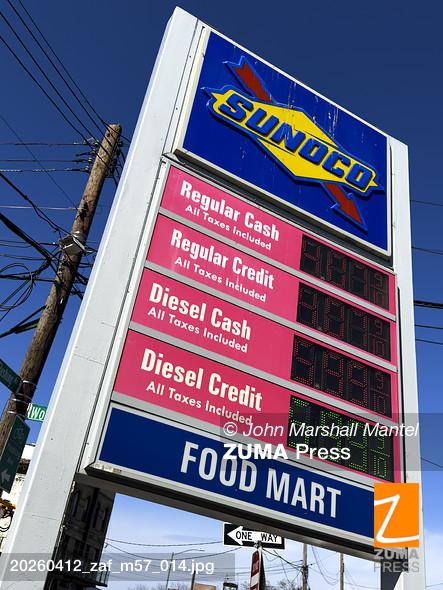 SUNOCO
Regular Cash
All Taxes Included
Regular Credit
All Taxes Included
Diesel Cash
All Taxes Included
Diesel Credit
All Taxes Included
© John Marshall Mantel
ZUMA Press
FOOD MART
Wo
ONE WAY
Z
ZUMA
PRESS
20260412_zaf_m57_014.jpg